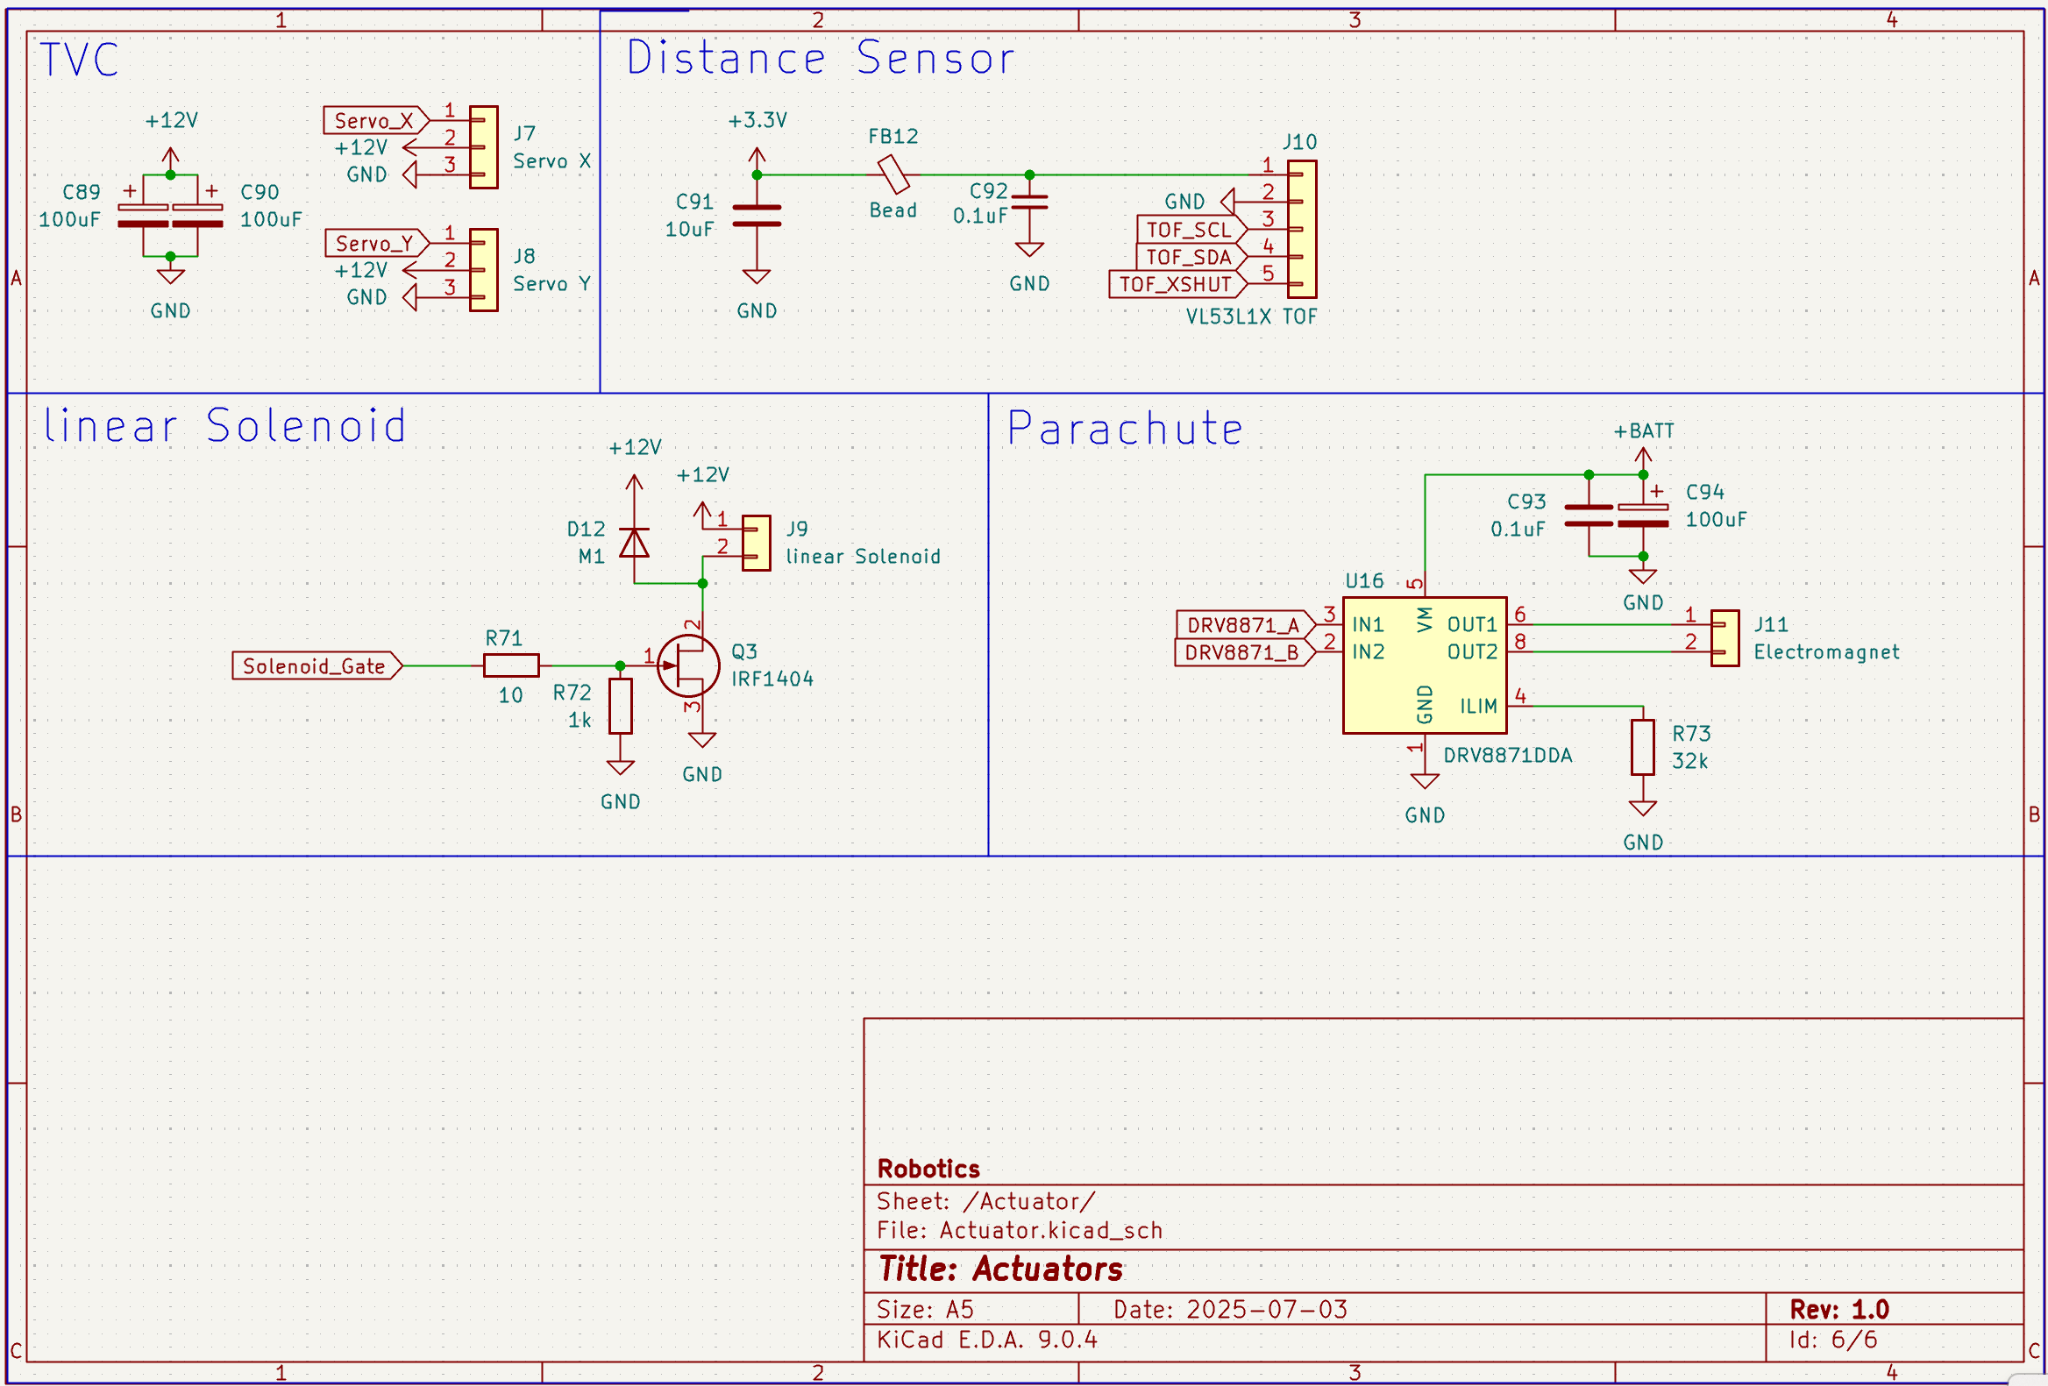 1 2 3 4
TVC
+12V
C89
100uF
+
+
C90
100uF
GND
Servo_X
+12V
GND
1
2
3
J7
Servo X
Servo_Y
+12V
GND
1
2
3
J8
Servo Y
Distance Sensor
+3.3V
C91
10uF
GND
FB12
Bead
C92
0.1uF
GND
J10
GND
TOF_SCL
TOF_SDA
TOF_XSHUT
1
2
3
4
5
VL53L1X TOF
A A
linear Solenoid
+12V
+12V
D12
M1
1
2
J9
linear Solenoid
Solenoid_Gate
R71
10
R72
1k
GND
1
2
3
Q3
IRF1404
GND
Parachute
+BATT
C93
0.1uF
+
C94
100uF
GND
U16
5
VM
DRV8871_A
DRV8871_B
3
2
IN1
IN2
OUT1
OUT2
6
8
1
2
J11
Electromagnet
GND
1
ILIM
4
DRV8871DDA
GND
R73
32k
GND
B B
Robotics
Sheet: /Actuator/
File: Actuator.kicad_sch
Title: Actuators
Size: A5 Date: 2025-07-03 Rev: 1.0
KiCad E.D.A. 9.0.4 Id: 6/6
C C
1 2 3 4